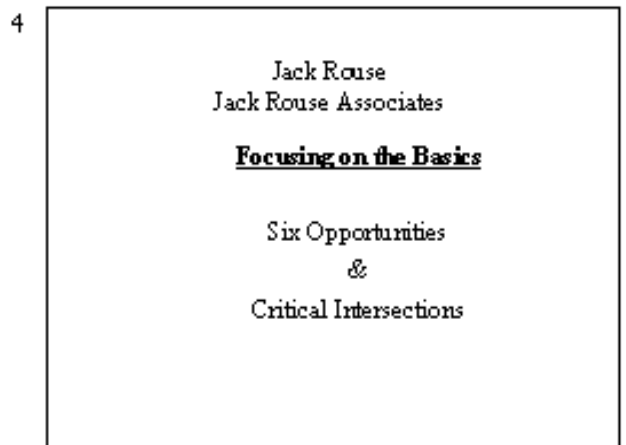 4
Jack Rouse
Jack Rouse Associates
Focusing on the Basics
Six Opportunities
&
Critical Intersections